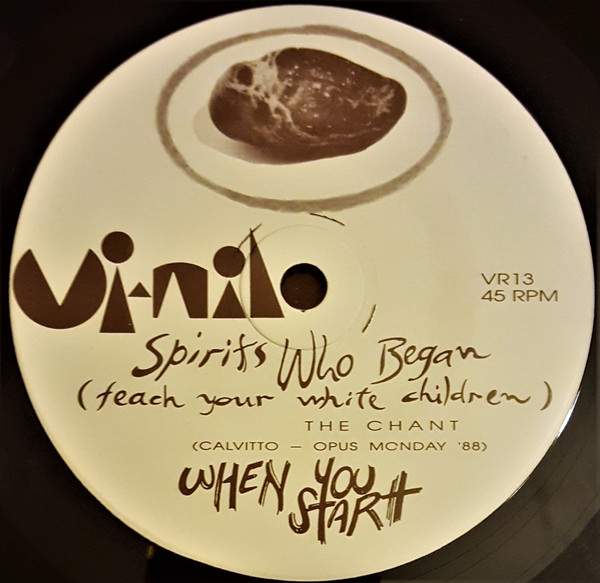 Vi-nilo
VR13
45 RPM
Spirits Who Began
(teach your white children)
THE CHANT
(CALVITTO – OPUS MONDAY '88)
WHEN YOU
START